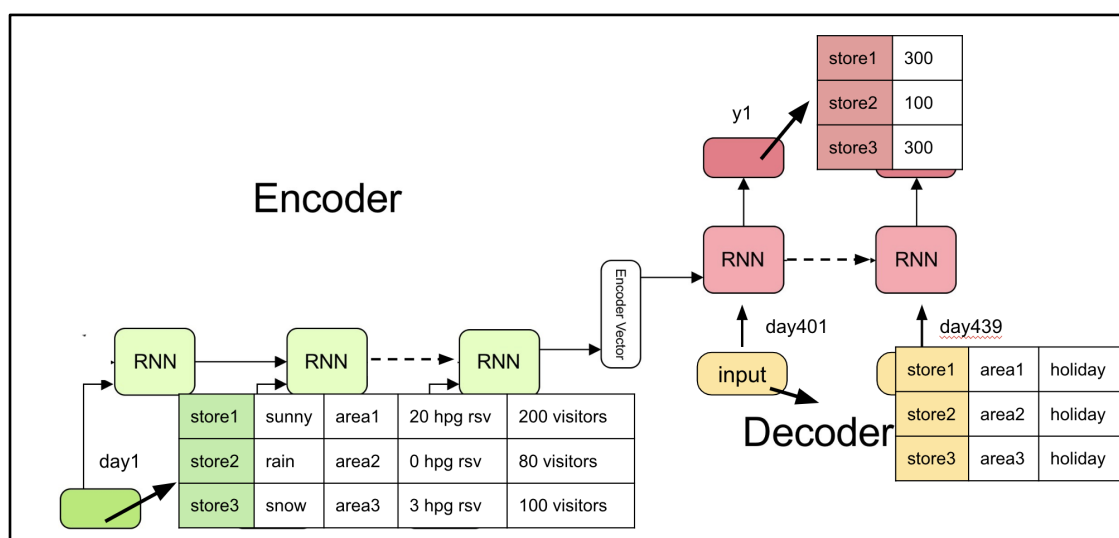 store1 300
store2 100
store3 300
y1
Encoder
RNN
RNN
Encoder Vector
day401
day439
RNN
RNN
RNN
input
store1 area1 holiday
store2 area2 holiday
store3 area3 holiday
Decoder
day1
store1 sunny area1 20 hpg rsv 200 visitors
store2 rain area2 0 hpg rsv 80 visitors
store3 snow area3 3 hpg rsv 100 visitors